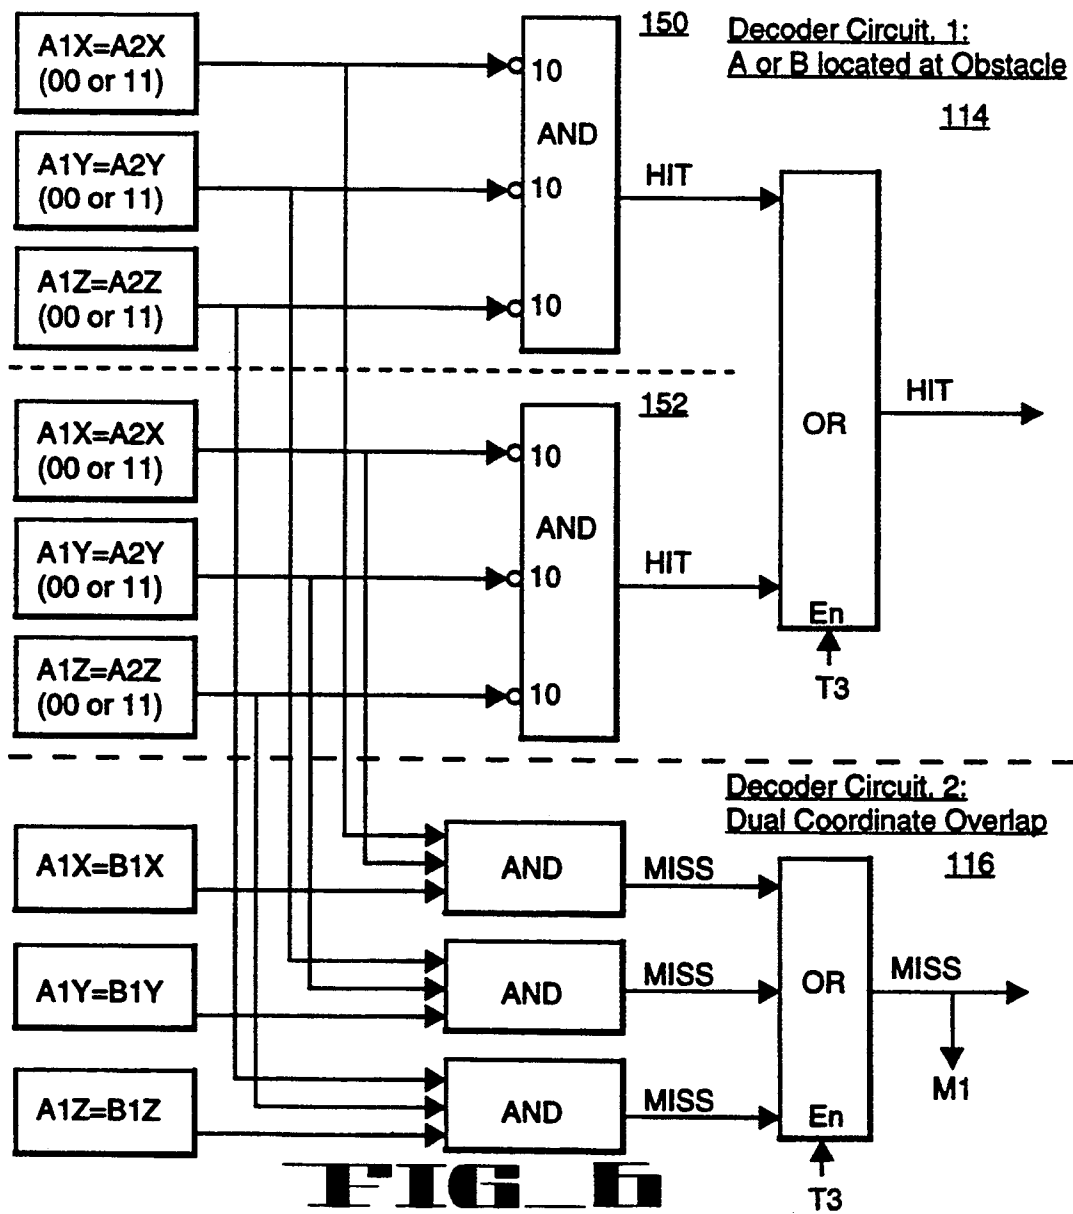 A1X=A2X
(00 or 11)
A1Y=A2Y
(00 or 11)
A1Z=A2Z
(00 or 11)
10
10
10
AND
150
HIT
Decoder Circuit. 1:
A or B located at Obstacle
114
A1X=A2X
(00 or 11)
A1Y=A2Y
(00 or 11)
A1Z=A2Z
(00 or 11)
10
10
10
AND
152
HIT
OR
En
T3
HIT
Decoder Circuit. 2:
Dual Coordinate Overlap
116
A1X=B1X
A1Y=B1Y
A1Z=B1Z
AND
AND
AND
MISS
MISS
MISS
OR
En
T3
MISS
M1
FIG_6